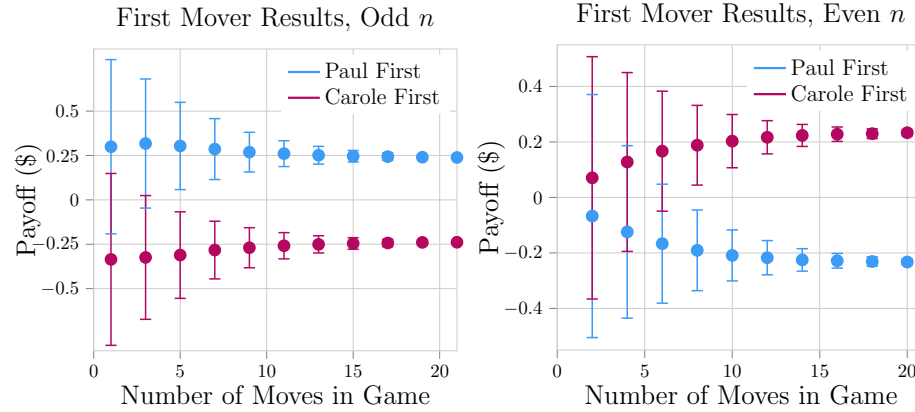 First Mover Results, Odd n
Payoff ($)
0.5
0.25
0
−0.25
−0.5
Paul First
Carole First
0 5 10 15 20
Number of Moves in Game
First Mover Results, Even n
Payoff ($)
0.4
0.2
0
−0.2
−0.4
Paul First
Carole First
0 5 10 15 20
Number of Moves in Game